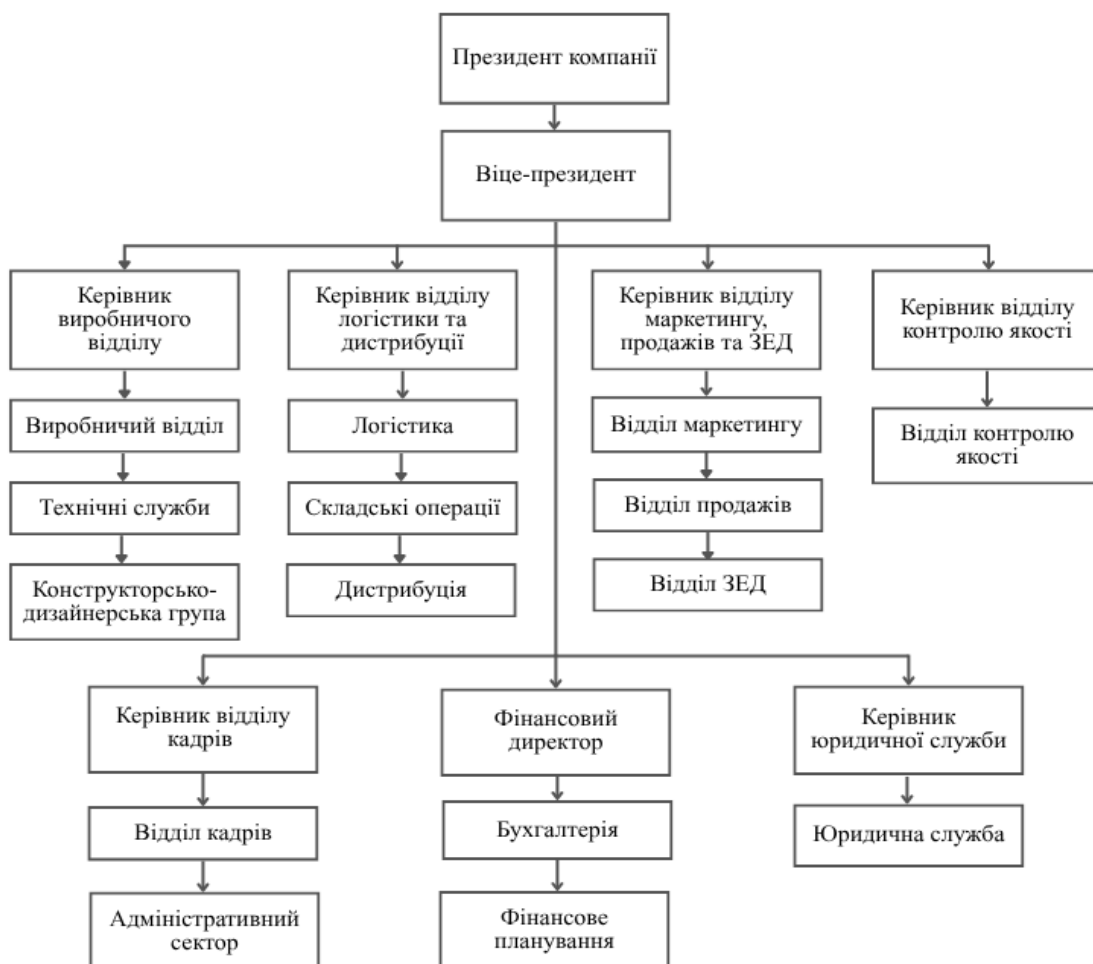 Президент компанії
Віце-президент
Керівник
виробничого
відділу
Керівник відділу
логістики та
дистрибуції
Керівник відділу
маркетингу,
продажів та ЗЕД
Керівник відділу
контролю якості
Виробничий відділ
Логістика
Відділ маркетингу
Відділ контролю
якості
Технічні служби
Складські операції
Відділ продажів
Конструкторсько-
дизайнерська група
Дистрибуція
Відділ ЗЕД
Керівник відділу
кадрів
Фінансовий
директор
Керівник
юридичної служби
Відділ кадрів
Бухгалтерія
Юридична служба
Адміністративний
сектор
Фінансове
планування